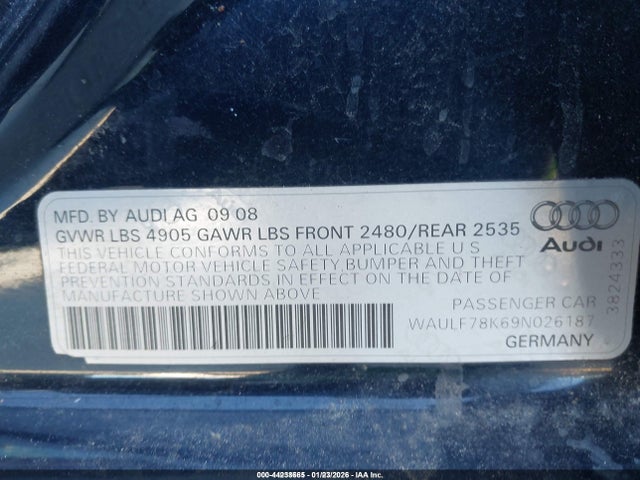 MFD. BY AUDI AG 09 08
GVWR LBS 4905 GAWR LBS FRONT 2480/REAR 2535
THIS VEHICLE CONFORMS TO ALL APPLICABLE U S
FEDERAL MOTOR VEHICLE SAFETY, BUMPER AND THEFT
PREVENTION STANDARDS IN EFFECT ON THE DATE OF
MANUFACTURE SHOWN ABOVE
PASSENGER CAR
WAULF78K69N026187
GERMANY
Audi
3824333
000-44238665 - 01/23/2026 - IAA Inc.